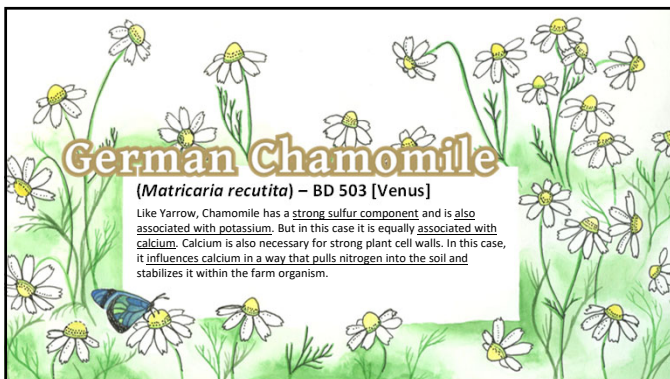 German Chamomile
(Matricaria recutita) – BD 503 [Venus]
Like Yarrow, Chamomile has a strong sulfur component and is also
associated with potassium. But in this case it is equally associated with
calcium. Calcium is also necessary for strong plant cell walls. In this case,
it influences calcium in a way that pulls nitrogen into the soil and
stabilizes it within the farm organism.